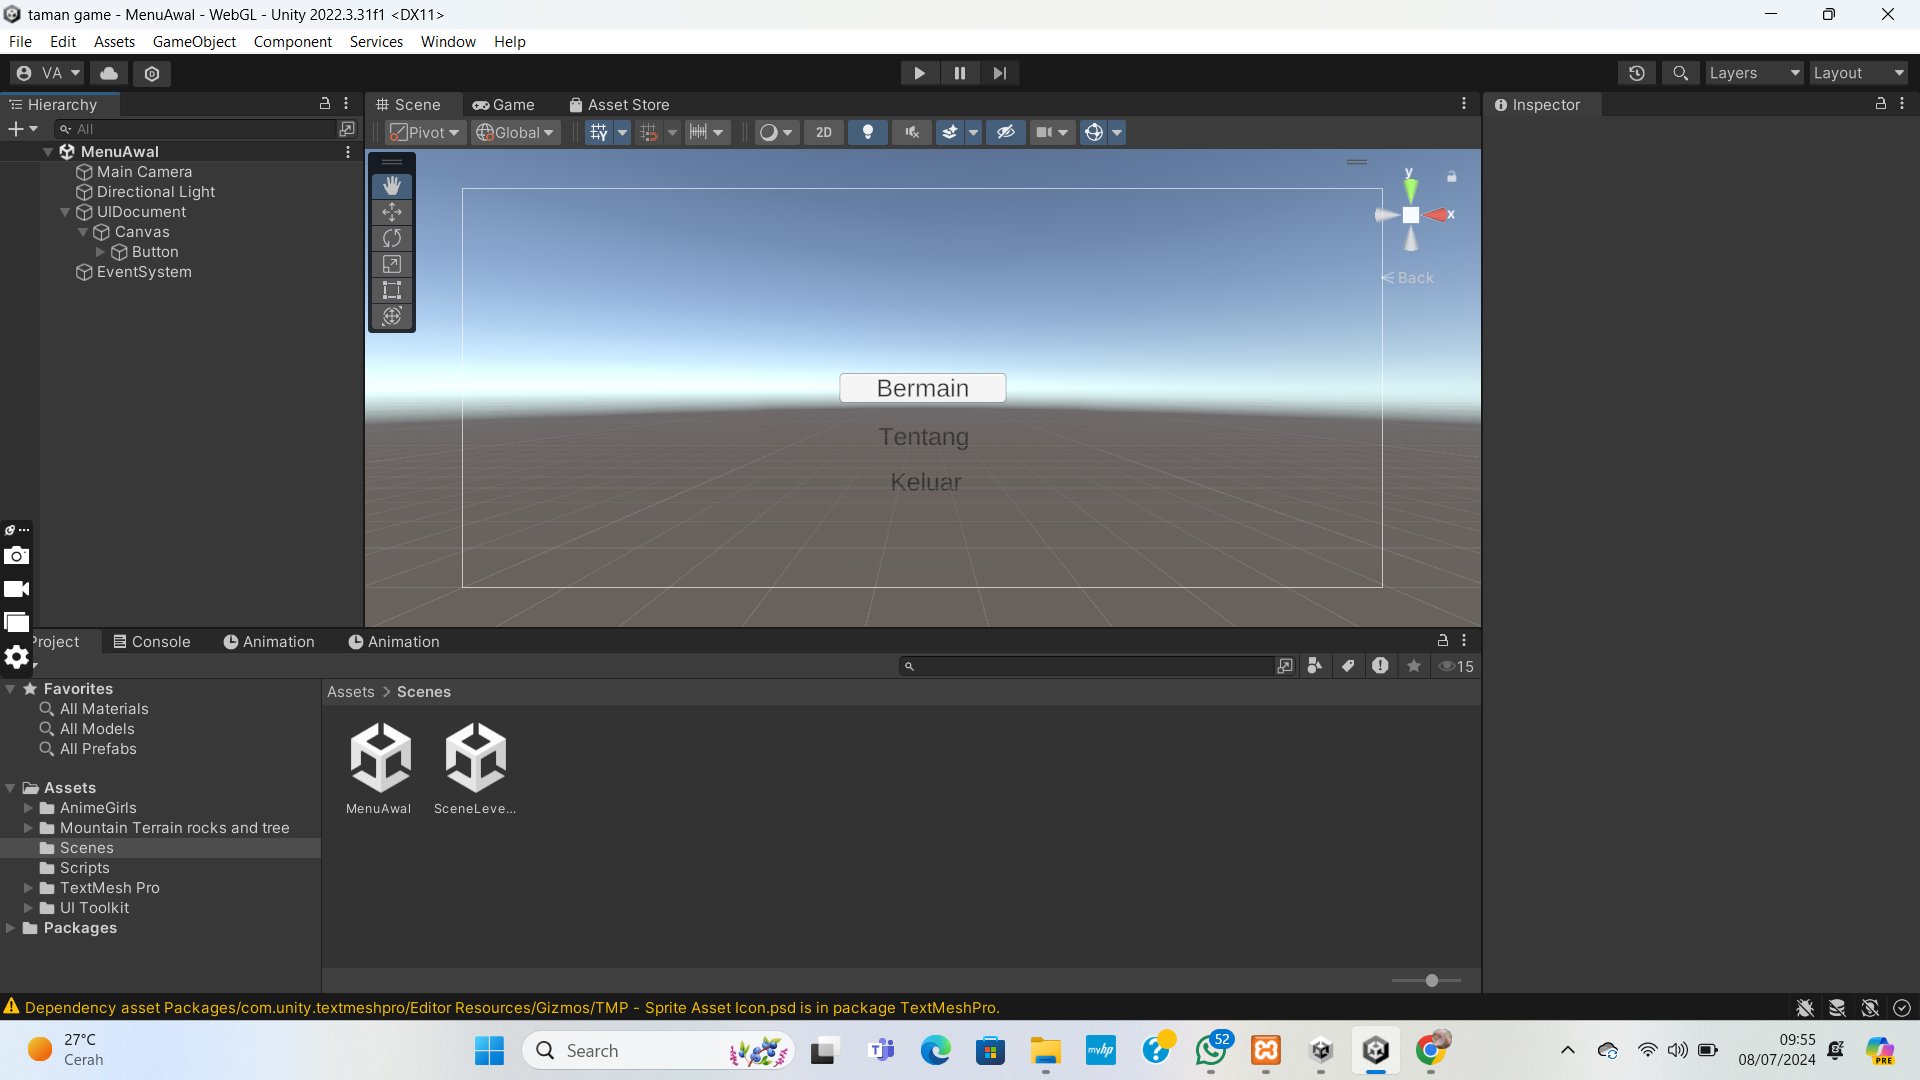 taman game - MenuAwal - WebGL - Unity 2022.3.31f1 <DX11>
File Edit Assets GameObject Component Services Window Help
VA Layers Layout
Hierarchy Scene Game Asset Store Inspector
All Pivot Global 2D
MenuAwal
Main Camera
Directional Light
UIDocument
Canvas
Button
EventSystem
y
x
Back
Bermain
Tentang
Keluar
Project Console Animation Animation
15
Favorites
All Materials
All Models
All Prefabs
Assets
AnimeGirls
Mountain Terrain rocks and tree
Scenes
Scripts
TextMesh Pro
UI Toolkit
Packages
Assets > Scenes
MenuAwal SceneLeve...
Dependency asset Packages/com.unity.textmeshpro/Editor Resources/Gizmos/TMP - Sprite Asset Icon.psd is in package TextMeshPro.
27°C
Cerah
Search
myhp
52
09:55
08/07/2024
PRE